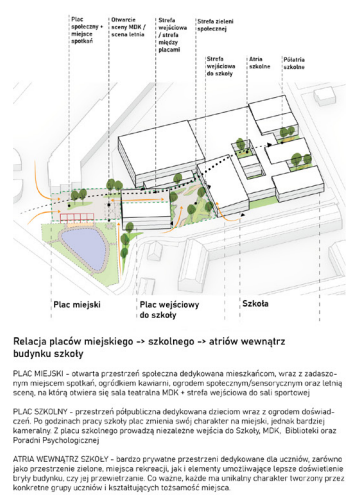 Plac
społeczny +
miejsce
spotkań
Otwarcie
sceny MDK /
scena letnia
Strefa
wejściowa
/ strefa
między
placami
Strefa zieleni
społecznej
Strefa
wejściowa
do szkoły
Atria
szkolne
Półatria
szkolne
Plac miejski
Plac wejściowy
do szkoły
Szkoła
Relacja placów miejskiego -> szkolnego -> atriów wewnątrz
budynku szkoły
PLAC MIEJSKI - otwarta przestrzeń społeczna dedykowana mieszkańcom, wraz z zadaszo-
nym miejscem spotkań, ogródkiem kawiarni, ogrodem społecznym/sensorycznym oraz letnią
sceną, na którą otwiera się sala teatralna MDK + strefa wejściowa do sali sportowej
PLAC SZKOLNY - przestrzeń półpubliczna dedykowana dzieciom wraz z ogrodem doświad-
czeń. Po godzinach pracy szkoły plac zmienia swój charakter na miejski, jednak bardziej
kameralny. Z placu szkolnego prowadzą niezależne wejścia do Szkoły, MDK, Biblioteki oraz
Poradni Psychologicznej
ATRIA WEWNĄTRZ SZKOŁY - bardzo prywatne przestrzeni dedykowane dla uczniów, zarówno
jako przestrzenie zielone, miejsca rekreacji, jak i elementy umożliwające lepsze doświetlenie
bryły budynku, czy jej przewietrzanie. Co ważne, każde ma unikalny charakter tworzony przez
konkretne grupy uczniów i kształtujących tożsamość miejsca.